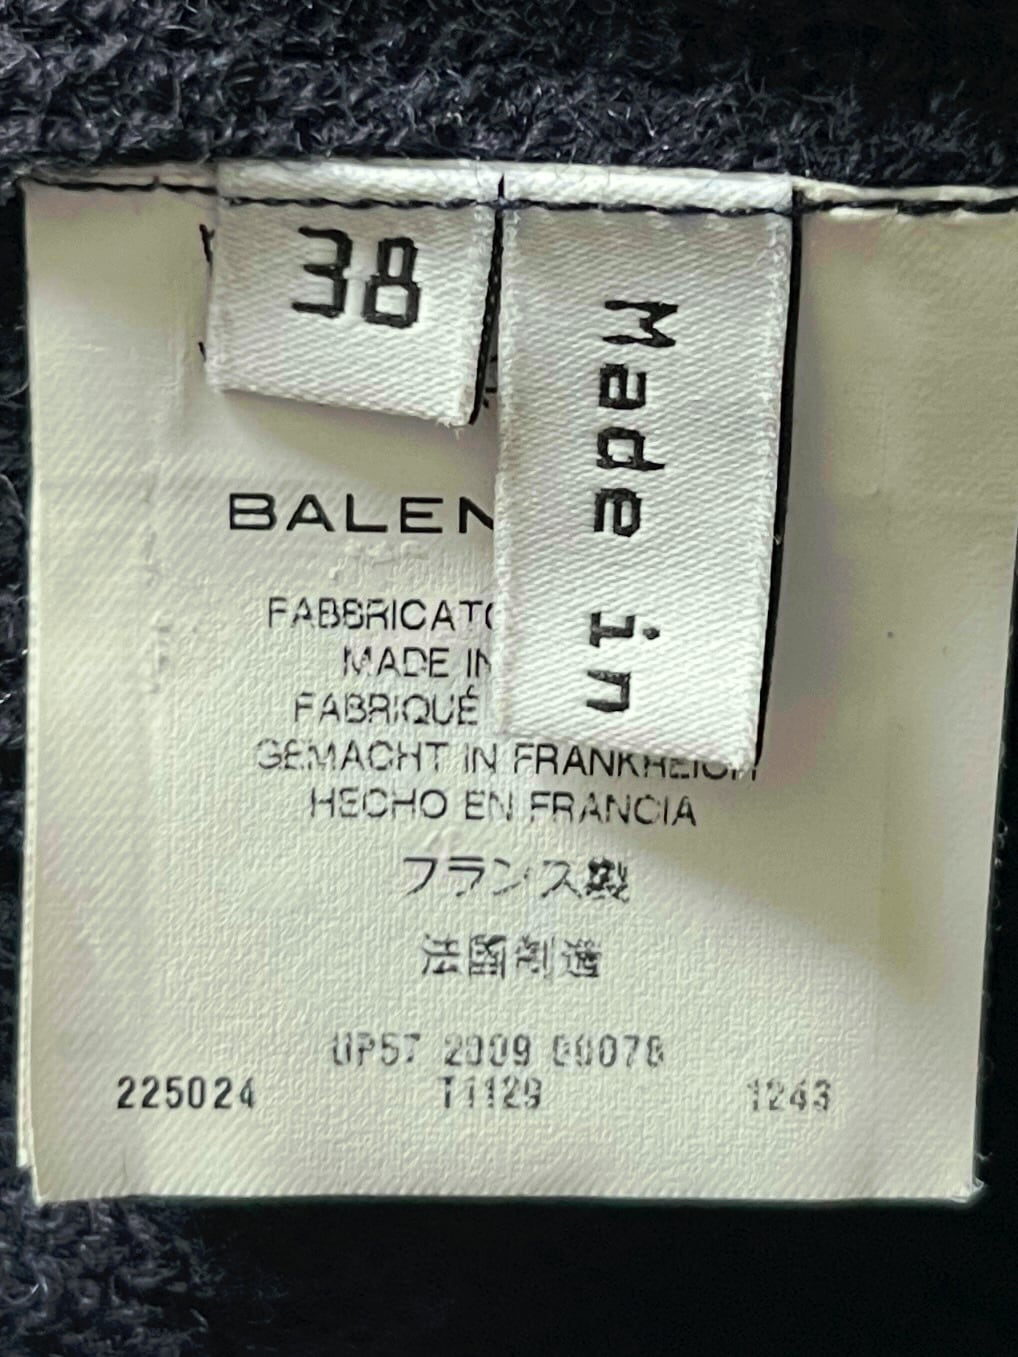 38
Made in
BALEN
FABBRICATO
MADE IN
FABRIQUÉ
GEMACHT IN FRANKREICH
HECHO EN FRANCIA
フランス製
法国制造
UP57 2009 00078
225024 T1129 1243